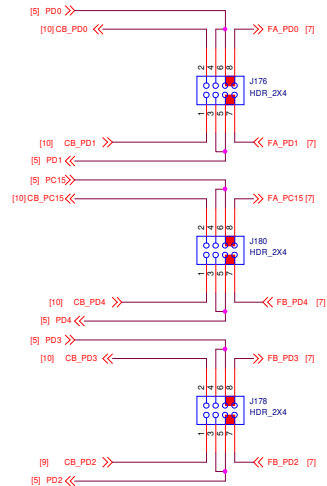 [5] PD0
[10] CB_PD0 FA_PD0 [7]
2 4 6 8
J176
HDR_2X4
1 3 5 7
[10] CB_PD1 FA_PD1 [7]
[5] PD1
[5] PC15
[10] CB_PC15 FA_PC15 [7]
2 4 6 8
J180
HDR_2X4
1 3 5 7
[10] CB_PD4 FB_PD4 [7]
[5] PD4
[5] PD3
[10] CB_PD3 FB_PD3 [7]
2 4 6 8
J178
HDR_2X4
1 3 5 7
[9] CB_PD2 FB_PD2 [7]
[5] PD2